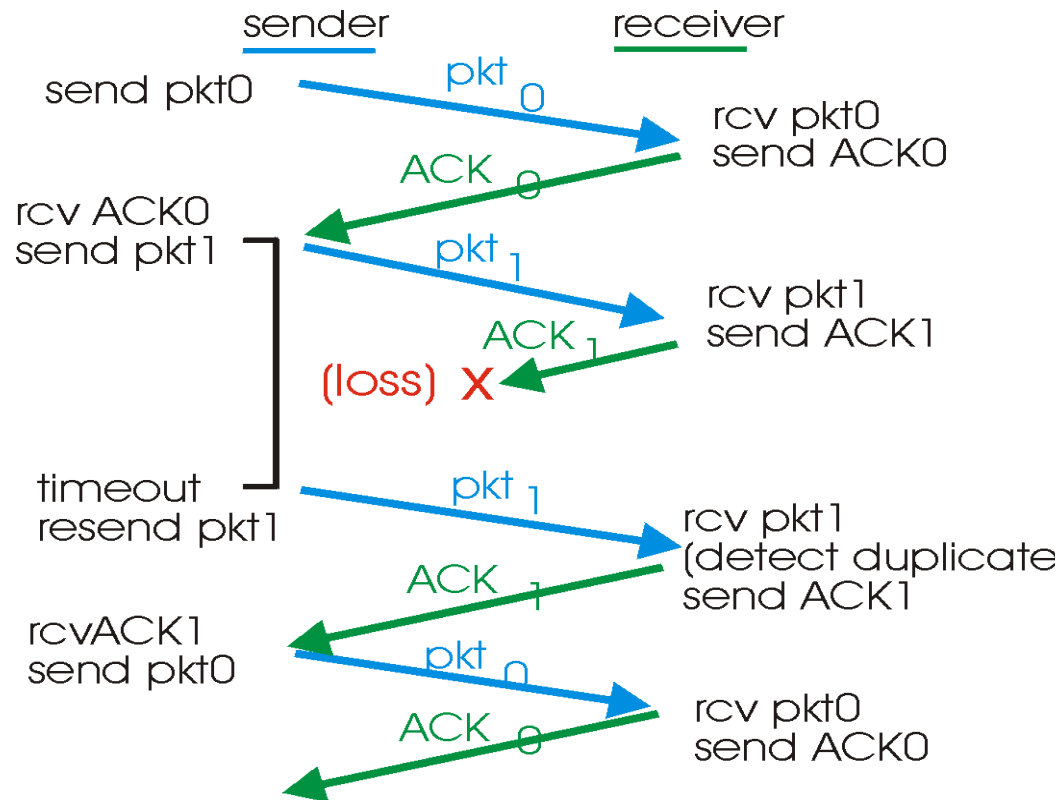 sender
receiver
send pkt0
pkt 0
rcv pkt0
send ACK0
ACK 0
rcv ACK0
send pkt1
pkt 1
rcv pkt1
send ACK1
ACK 1
(loss) X
timeout
resend pkt1
pkt 1
rcv pkt1
(detect duplicate
send ACK1
ACK 1
rcvACK1
send pkt0
pkt 0
rcv pkt0
send ACK0
ACK 0